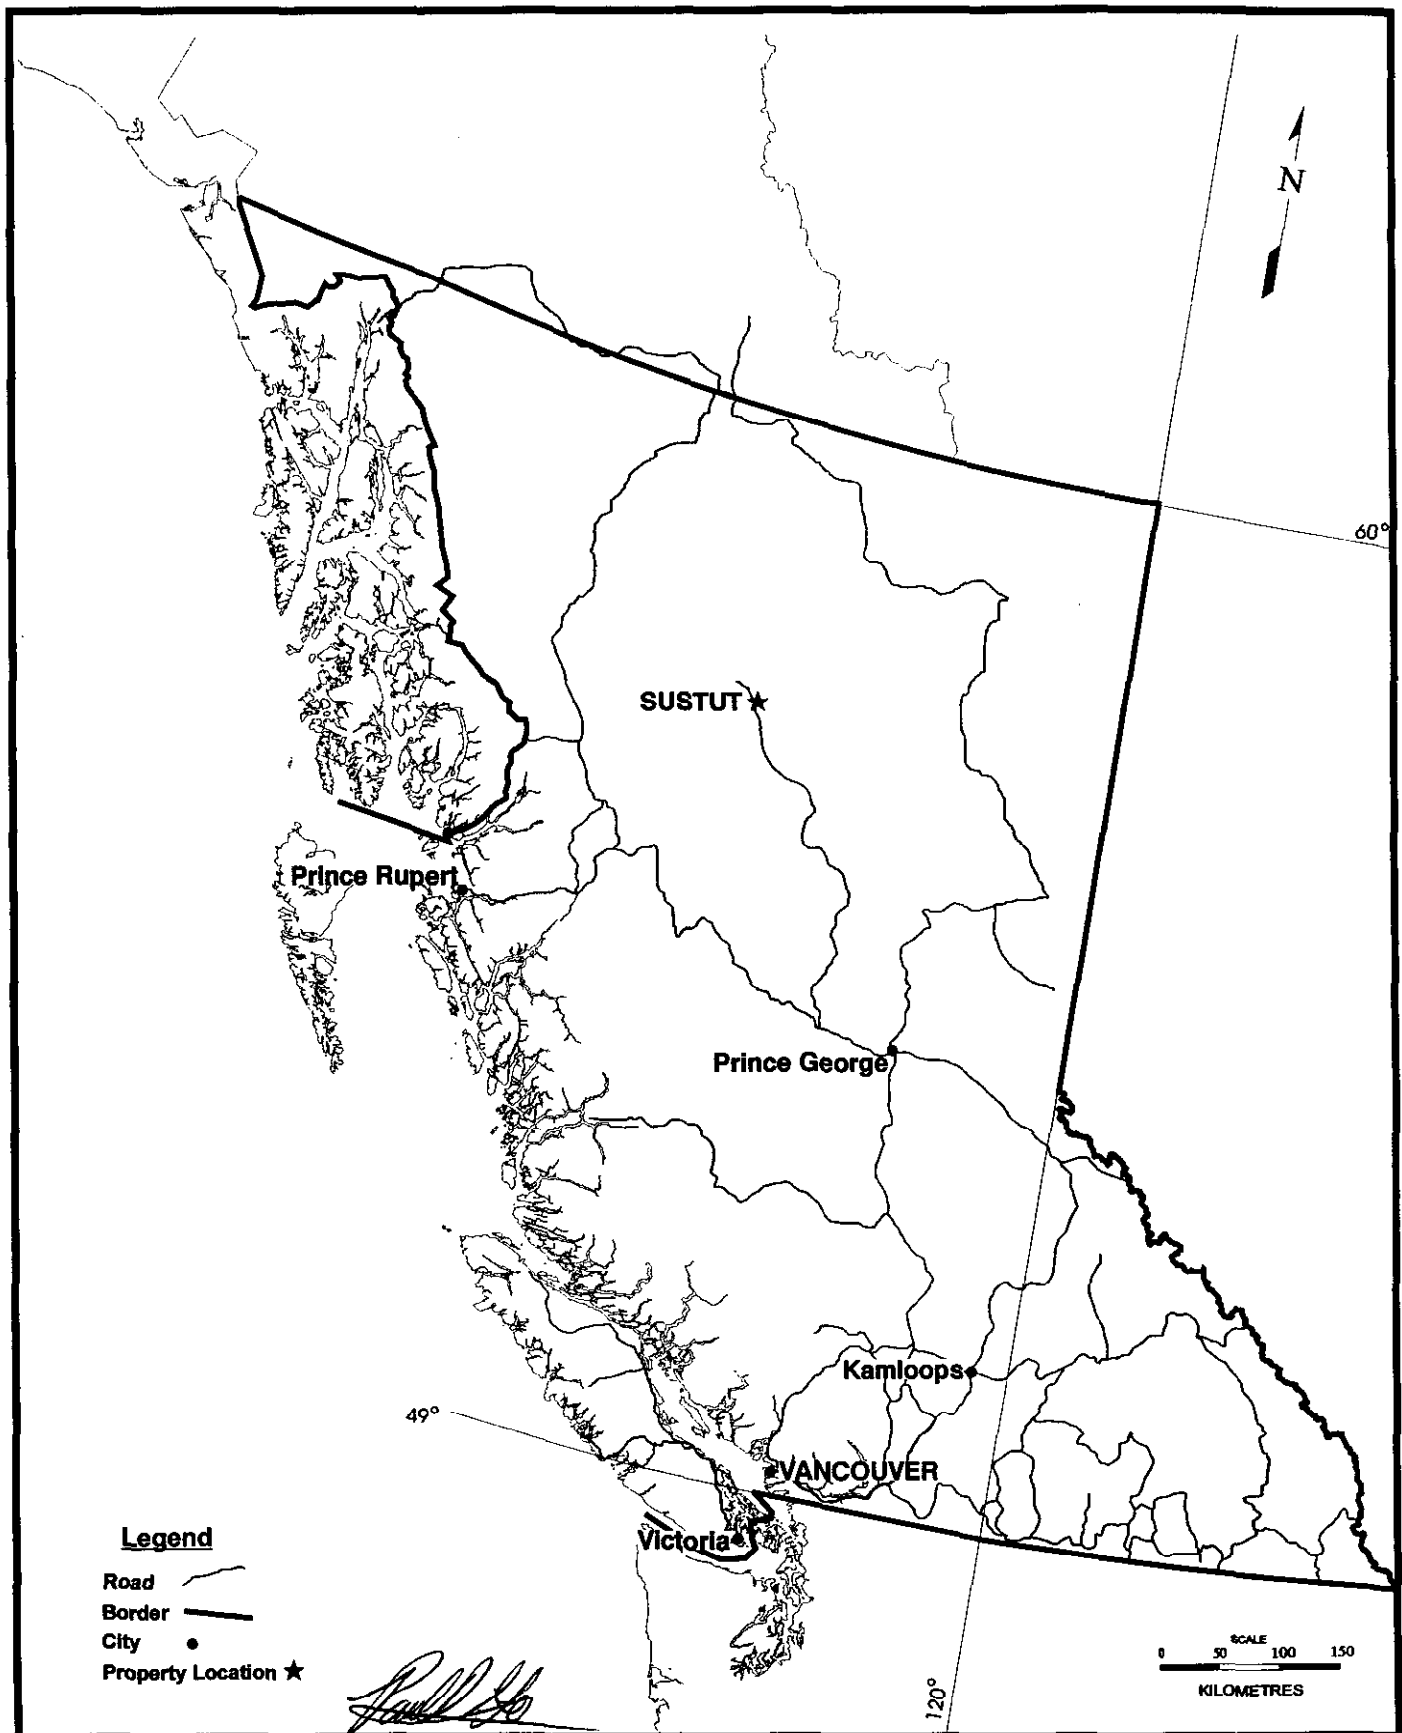 N
60°
SUSTUT
Prince Rupert
Prince George
Kamloops
49°
VANCOUVER
Victoria
Legend
Road
Border
City
Property Location
SCALE
0 50 100 150
KILOMETRES
120°